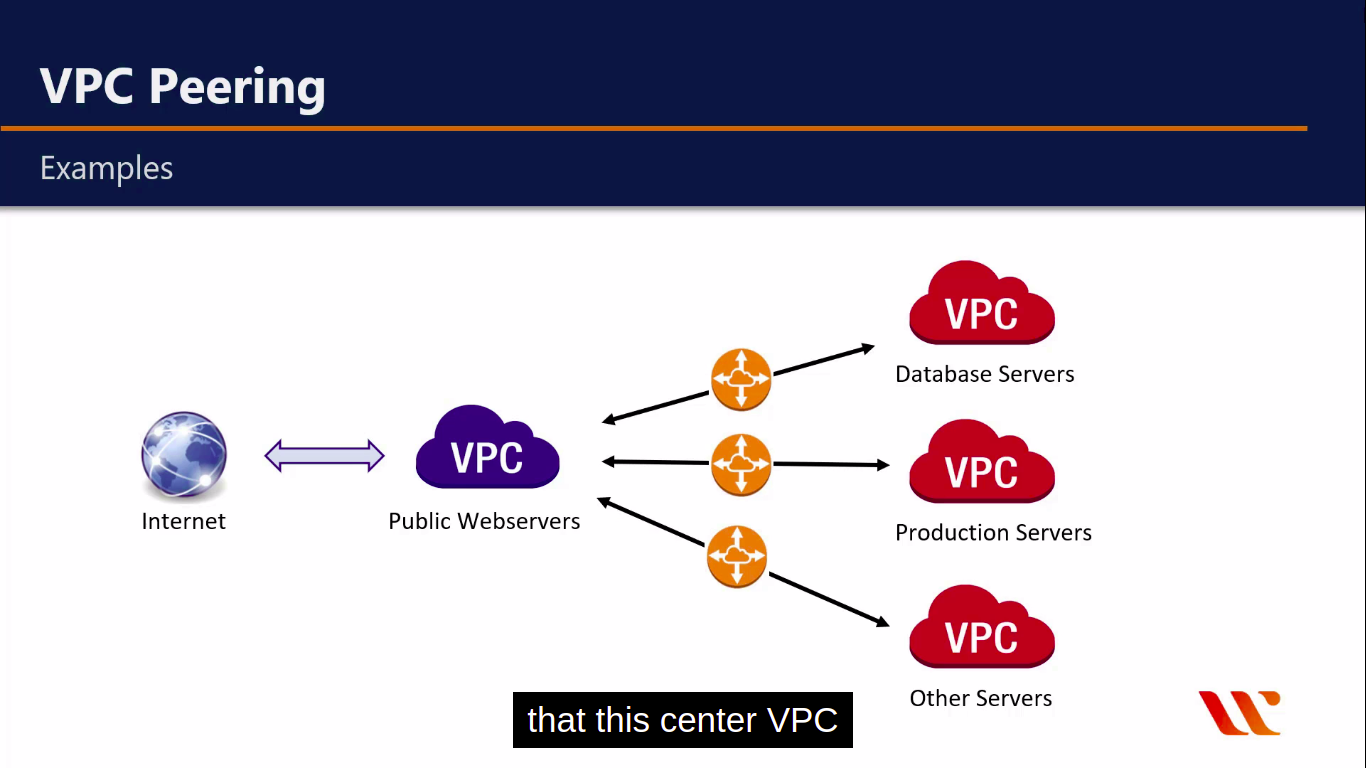 VPC Peering
Examples
VPC
Database Servers
VPC
Internet
VPC
Public Webservers
VPC
Production Servers
VPC
Other Servers
that this center VPC